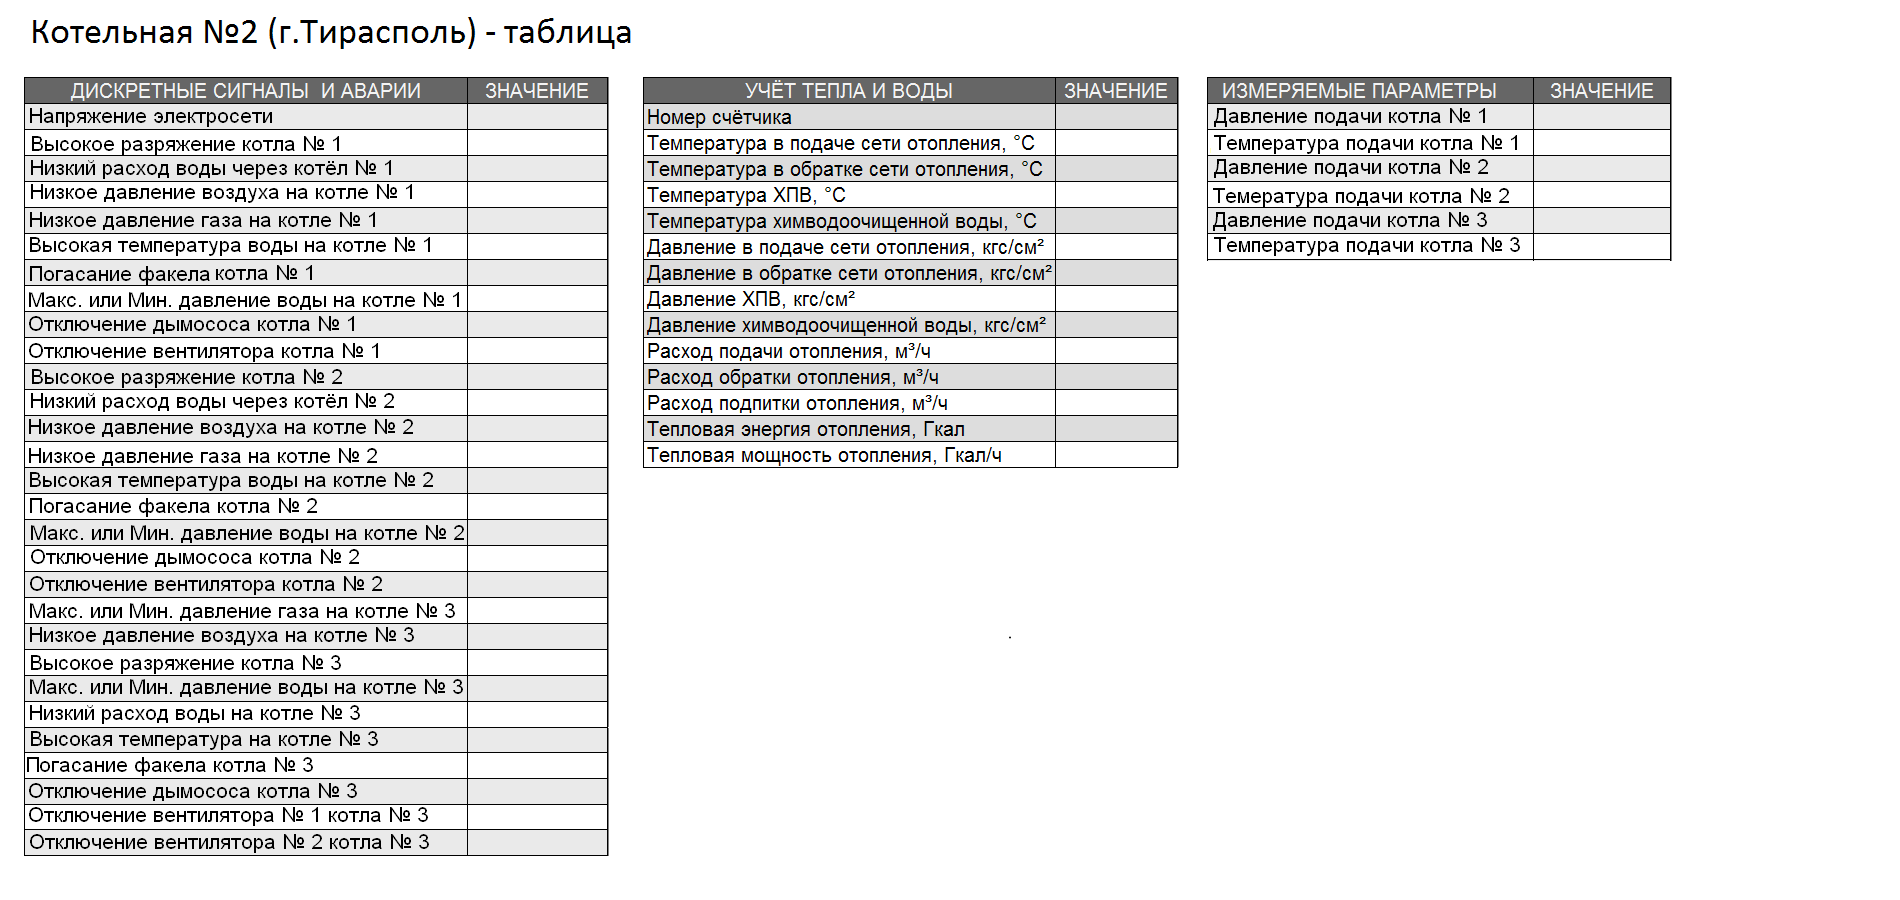 Котельная №2 (г.Тирасполь) - таблица
ДИСКРЕТНЫЕ СИГНАЛЫ И АВАРИИ ЗНАЧЕНИЕ
Напряжение электросети
Высокое разряжение котла № 1
Низкий расход воды через котёл № 1
Низкое давление воздуха на котле № 1
Низкое давление газа на котле № 1
Высокая температура воды на котле № 1
Погасание факела котла № 1
Макс. или Мин. давление воды на котле № 1
Отключение дымососа котла № 1
Отключение вентилятора котла № 1
Высокое разряжение котла № 2
Низкий расход воды через котёл № 2
Низкое давление воздуха на котле № 2
Низкое давление газа на котле № 2
Высокая температура воды на котле № 2
Погасание факела котла № 2
Макс. или Мин. давление воды на котле № 2
Отключение дымососа котла № 2
Отключение вентилятора котла № 2
Макс. или Мин. давление газа на котле № 3
Низкое давление воздуха на котле № 3
Высокое разряжение котла № 3
Макс. или Мин. давление воды на котле № 3
Низкий расход воды на котле № 3
Высокая температура на котле № 3
Погасание факела котла № 3
Отключение дымососа котла № 3
Отключение вентилятора № 1 котла № 3
Отключение вентилятора № 2 котла № 3
УЧЁТ ТЕПЛА И ВОДЫ ЗНАЧЕНИЕ
Номер счётчика
Температура в подаче сети отопления, °С
Температура в обратке сети отопления, °С
Температура ХПВ, °С
Температура химводоочищенной воды, °С
Давление в подаче сети отопления, кгс/см²
Давление в обратке сети отопления, кгс/см²
Давление ХПВ, кгс/см²
Давление химводоочищенной воды, кгс/см²
Расход подачи отопления, м³/ч
Расход обратки отопления, м³/ч
Расход подпитки отопления, м³/ч
Тепловая энергия отопления, Гкал
Тепловая мощность отопления, Гкал/ч
ИЗМЕРЯЕМЫЕ ПАРАМЕТРЫ ЗНАЧЕНИЕ
Давление подачи котла № 1
Температура подачи котла № 1
Давление подачи котла № 2
Темература подачи котла № 2
Давление подачи котла № 3
Температура подачи котла № 3